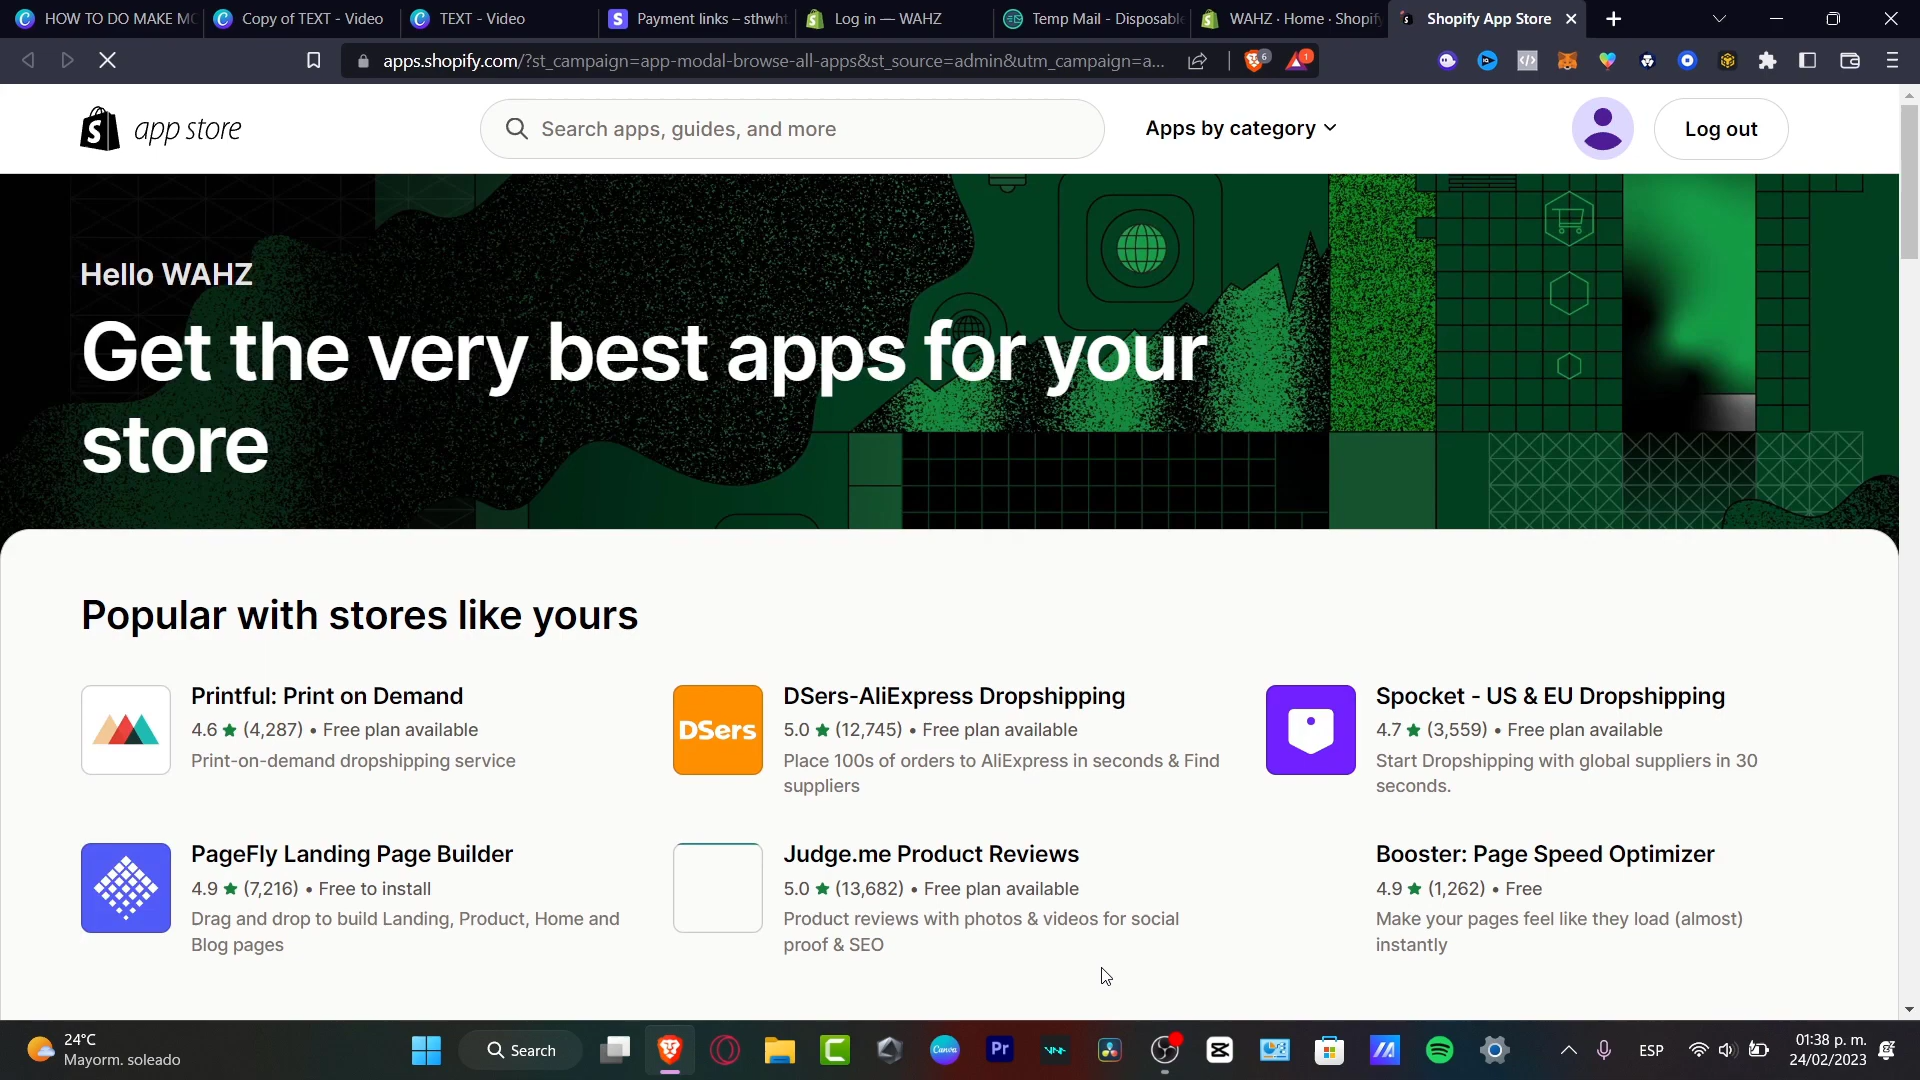 HOW TO DO MAKE MO
Copy of TEXT - Video
TEXT - Video
Payment links – sthwht
Log in — WAHZ
Temp Mail - Disposable
WAHZ · Home · Shopify
Shopify App Store
apps.shopify.com/?st_campaign=app-modal-browse-all-apps&st_source=admin&utm_campaign=a...
6
1
app store
Search apps, guides, and more
Apps by category
Log out
Hello WAHZ
Get the very best apps for your
store
Popular with stores like yours
Printful: Print on Demand
4.6 ★ (4,287) • Free plan available
Print-on-demand dropshipping service
DSers
DSers-AliExpress Dropshipping
5.0 ★ (12,745) • Free plan available
Place 100s of orders to AliExpress in seconds & Find
suppliers
Spocket - US & EU Dropshipping
4.7 ★ (3,559) • Free plan available
Start Dropshipping with global suppliers in 30
seconds.
PageFly Landing Page Builder
4.9 ★ (7,216) • Free to install
Drag and drop to build Landing, Product, Home and
Blog pages
Judge.me Product Reviews
5.0 ★ (13,682) • Free plan available
Product reviews with photos & videos for social
proof & SEO
Booster: Page Speed Optimizer
4.9 ★ (1,262) • Free
Make your pages feel like they load (almost)
instantly
24°C
Mayorm. soleado
Search
Canva
Pr
ESP
01:38 p. m.
24/02/2023